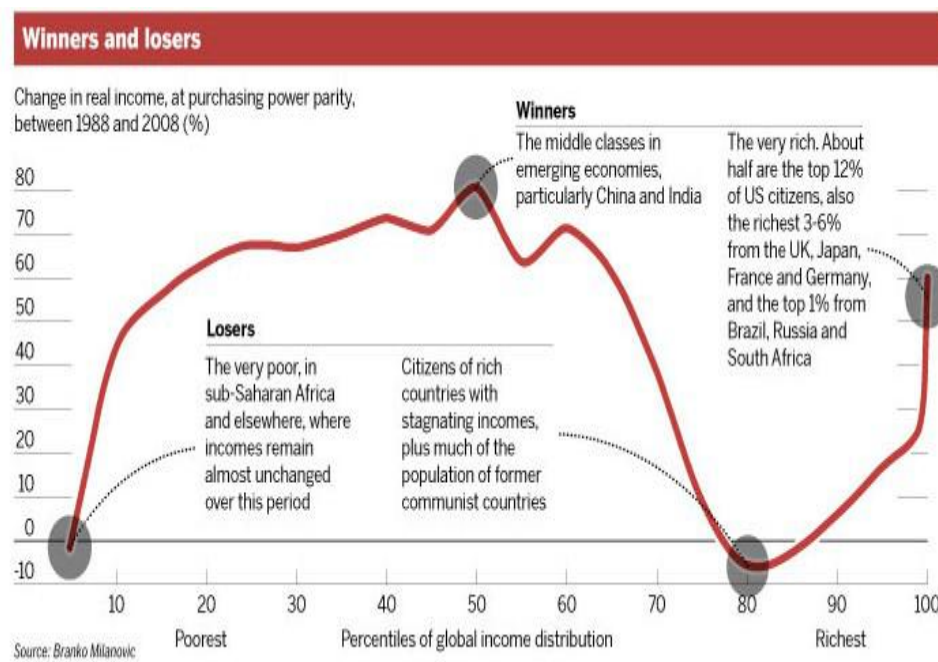 Winners and losers
Change in real income, at purchasing power parity,
between 1988 and 2008 (%)
Winners
The middle classes in
emerging economies,
particularly China and India
The very rich. About
half are the top 12%
of US citizens, also
the richest 3-6%
from the UK, Japan,
France and Germany,
and the top 1% from
Brazil, Russia and
South Africa
Losers
The very poor, in
sub-Saharan Africa
and elsewhere, where
incomes remain
almost unchanged
over this period
Citizens of rich
countries with
stagnating incomes,
plus much of the
population of former
communist countries
80
70
60
50
40
30
20
10
0
-10
10 20 30 40 50 60 70 80 90 100
Poorest Percentiles of global income distribution Richest
Source: Branko Milanovic